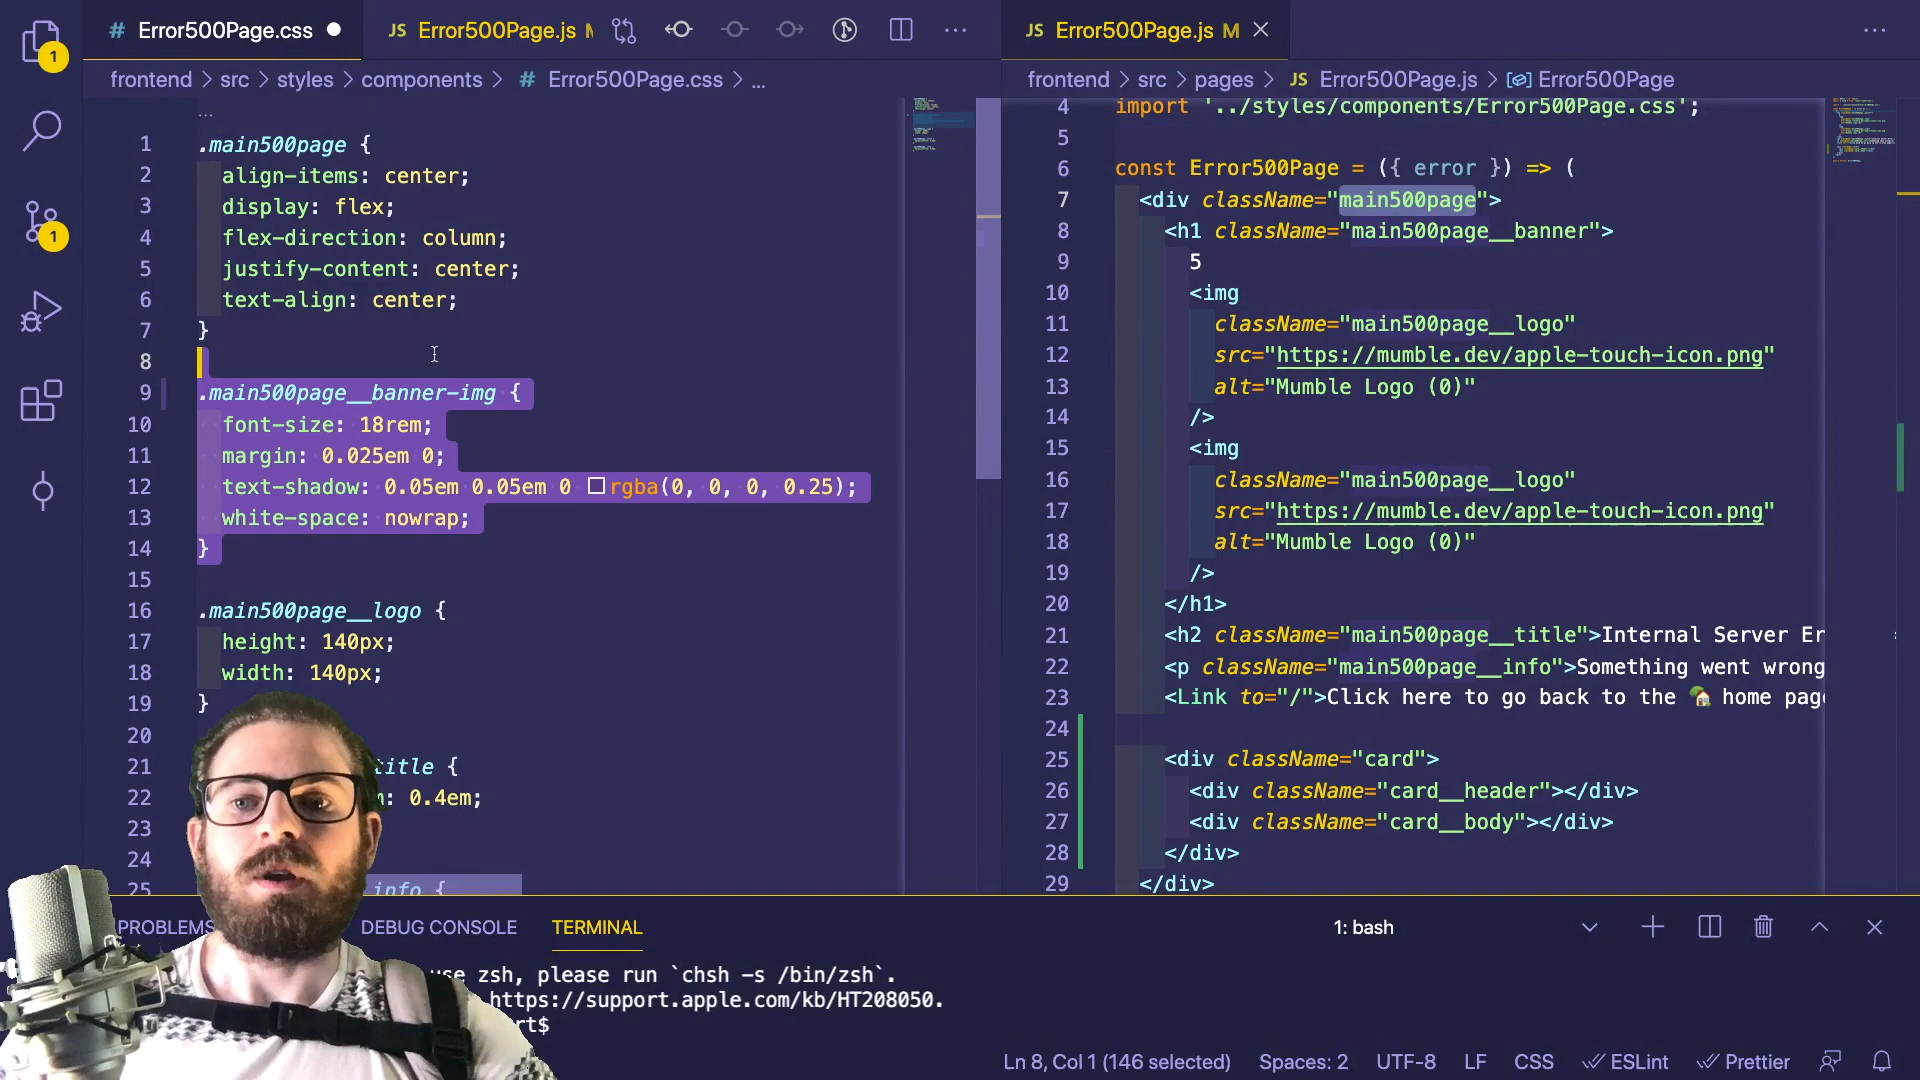 # Error500Page.css
JS Error500Page.js M
JS Error500Page.js M
frontend > src > styles > components > # Error500Page.css > ...
frontend > src > pages > JS Error500Page.js > Error500Page
1
1
...
1 .main500page {
2 align-items: center;
3 display: flex;
4 flex-direction: column;
5 justify-content: center;
6 text-align: center;
7 }
8
9 .main500page__banner-img {
10 font-size: 18rem;
11 margin: 0.025em 0;
12 text-shadow: 0.05em 0.05em 0 rgba(0, 0, 0, 0.25);
13 white-space: nowrap;
14 }
15
16 .main500page__logo {
17 height: 140px;
18 width: 140px;
19 }
20
21 title {
22 : 0.4em;
23
24
25 info {
4 import '../styles/components/Error500Page.css';
5
6 const Error500Page = ({ error }) => (
7 <div className="main500page">
8 <h1 className="main500page__banner">
9 5
10 <img
11 className="main500page__logo"
12 src="https://mumble.dev/apple-touch-icon.png"
13 alt="Mumble Logo (0)"
14 />
15 <img
16 className="main500page__logo"
17 src="https://mumble.dev/apple-touch-icon.png"
18 alt="Mumble Logo (0)"
19 />
20 </h1>
21 <h2 className="main500page__title">Internal Server Er
22 <p className="main500page__info">Something went wrong
23 <Link to="/">Click here to go back to the 🏡 home pag
24
25 <div className="card">
26 <div className="card__header"></div>
27 <div className="card__body"></div>
28 </div>
29 </div>
PROBLEMS DEBUG CONSOLE TERMINAL 1: bash
use zsh, please run `chsh -s /bin/zsh`.
https://support.apple.com/kb/HT208050.
rt$
Ln 8, Col 1 (146 selected) Spaces: 2 UTF-8 LF CSS ESLint Prettier